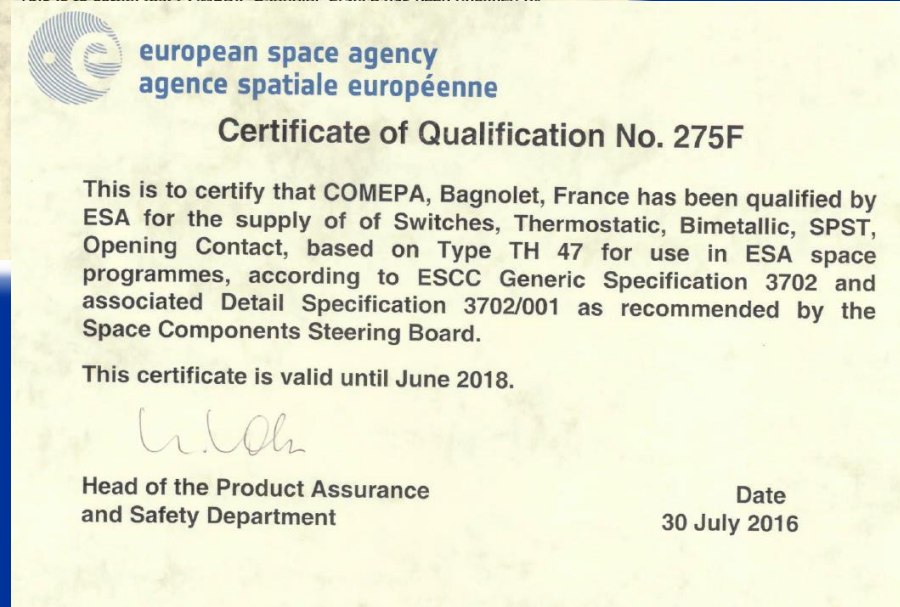 european space agency
agence spatiale européenne
Certificate of Qualification No. 275F
This is to certify that COMEPA, Bagnolet, France has been qualified by
ESA for the supply of of Switches, Thermostatic, Bimetallic, SPST,
Opening Contact, based on Type TH 47 for use in ESA space
programmes, according to ESCC Generic Specification 3702 and
associated Detail Specification 3702/001 as recommended by the
Space Components Steering Board.
This certificate is valid until June 2018.
Head of the Product Assurance
and Safety Department
Date
30 July 2016